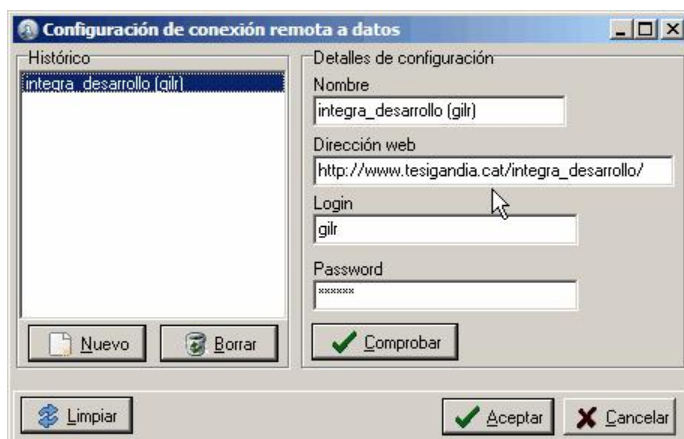 Configuración de conexión remota a datos
Histórico
integra_desarrollo (gilr)
Nuevo
Borrar
Detalles de configuración
Nombre
integra_desarrollo (gilr)
Dirección web
http://www.tesigandia.cat/integra_desarrollo/
Login
gilr
Password
******
Comprobar
Limpiar
Aceptar
Cancelar